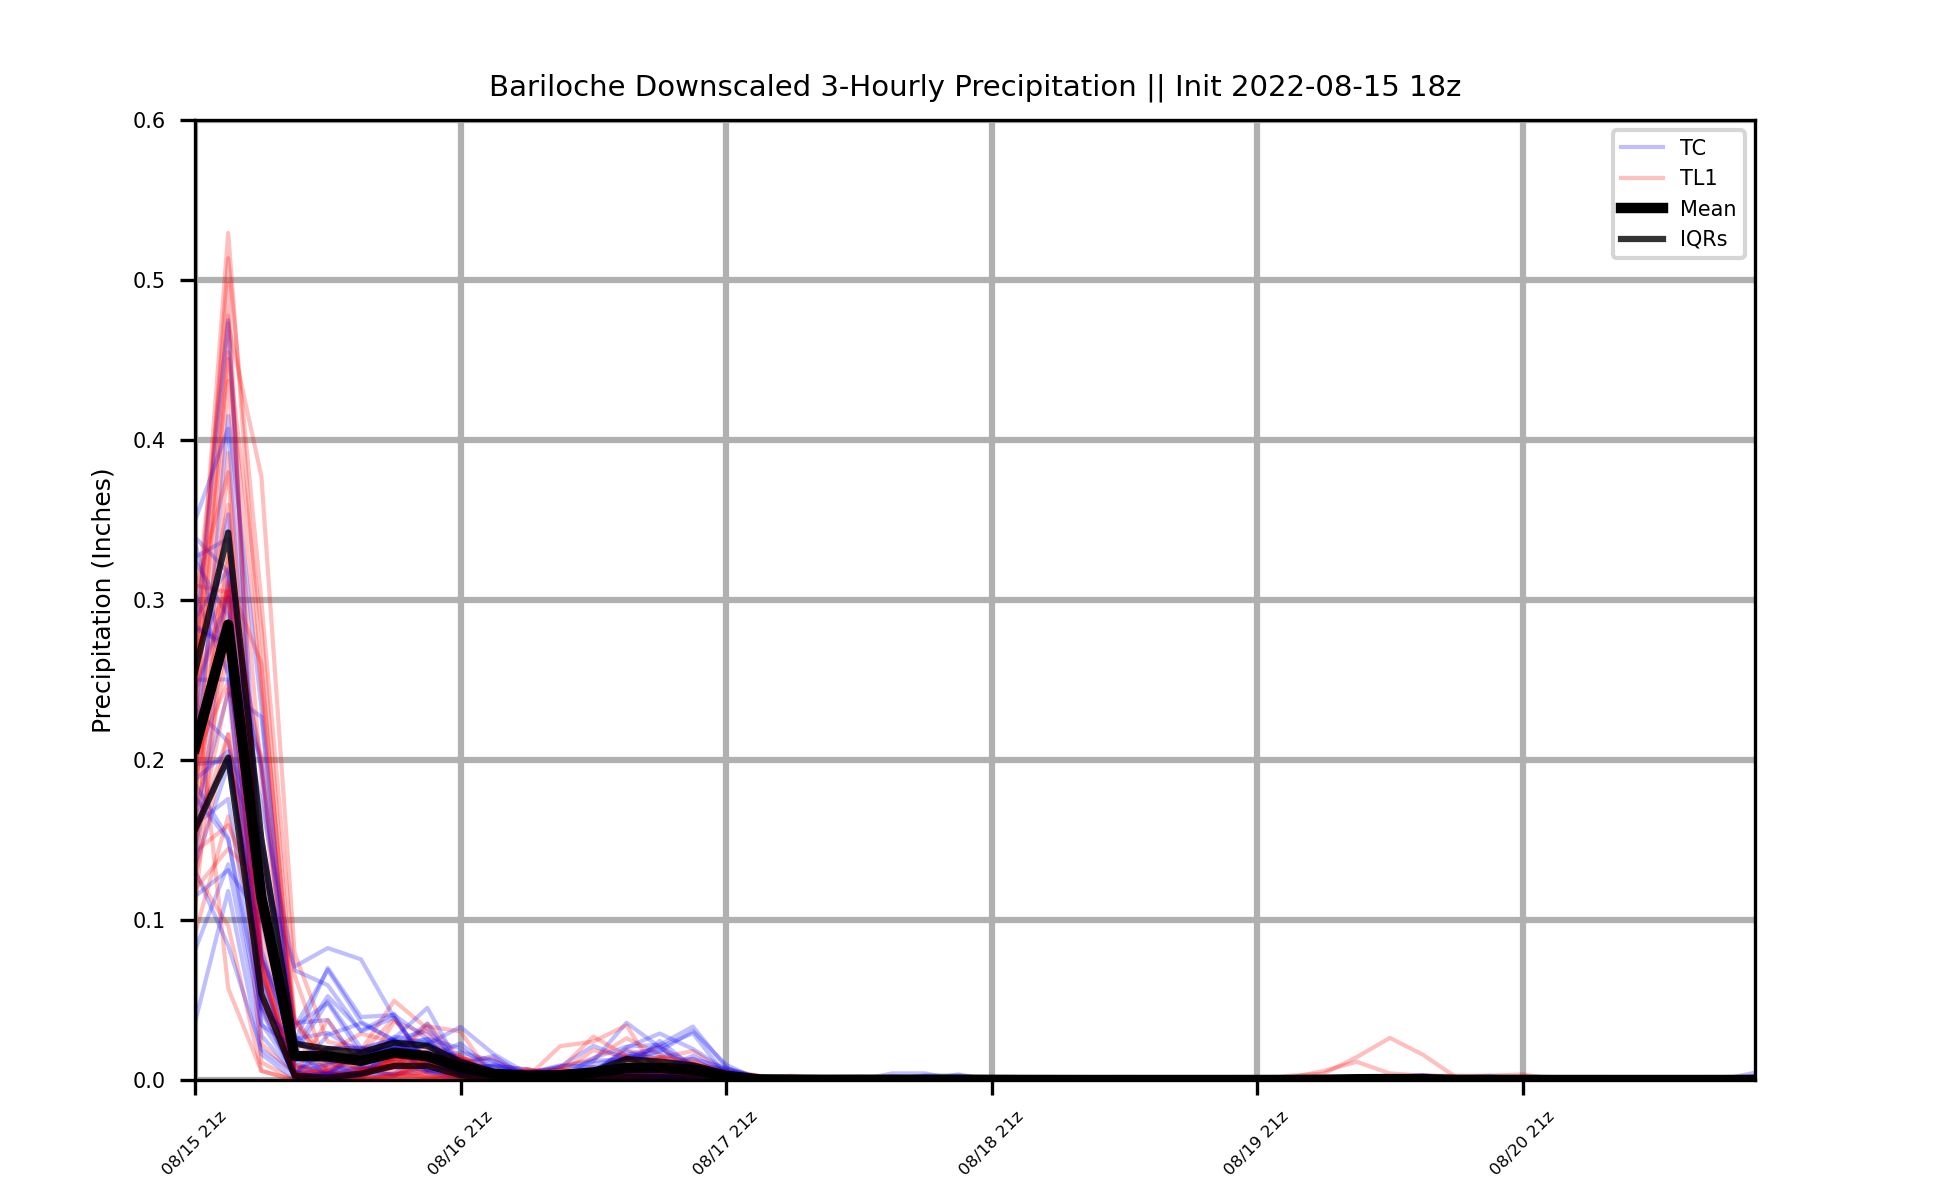 Bariloche Downscaled 3-Hourly Precipitation || Init 2022-08-15 18z
Precipitation (Inches)
0.6
0.5
0.4
0.3
0.2
0.1
0.0
TC
TL1
Mean
IQRs
08/15 21z
08/16 21z
08/17 21z
08/18 21z
08/19 21z
08/20 21z